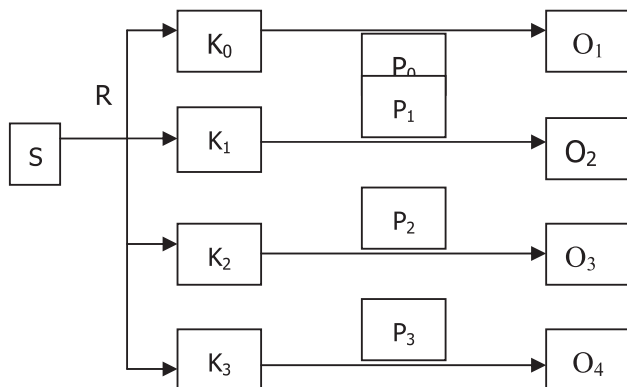 K₀
O₁
P₀
R
P₁
S
K₁
O₂
P₂
K₂
O₃
P₃
K₃
O₄